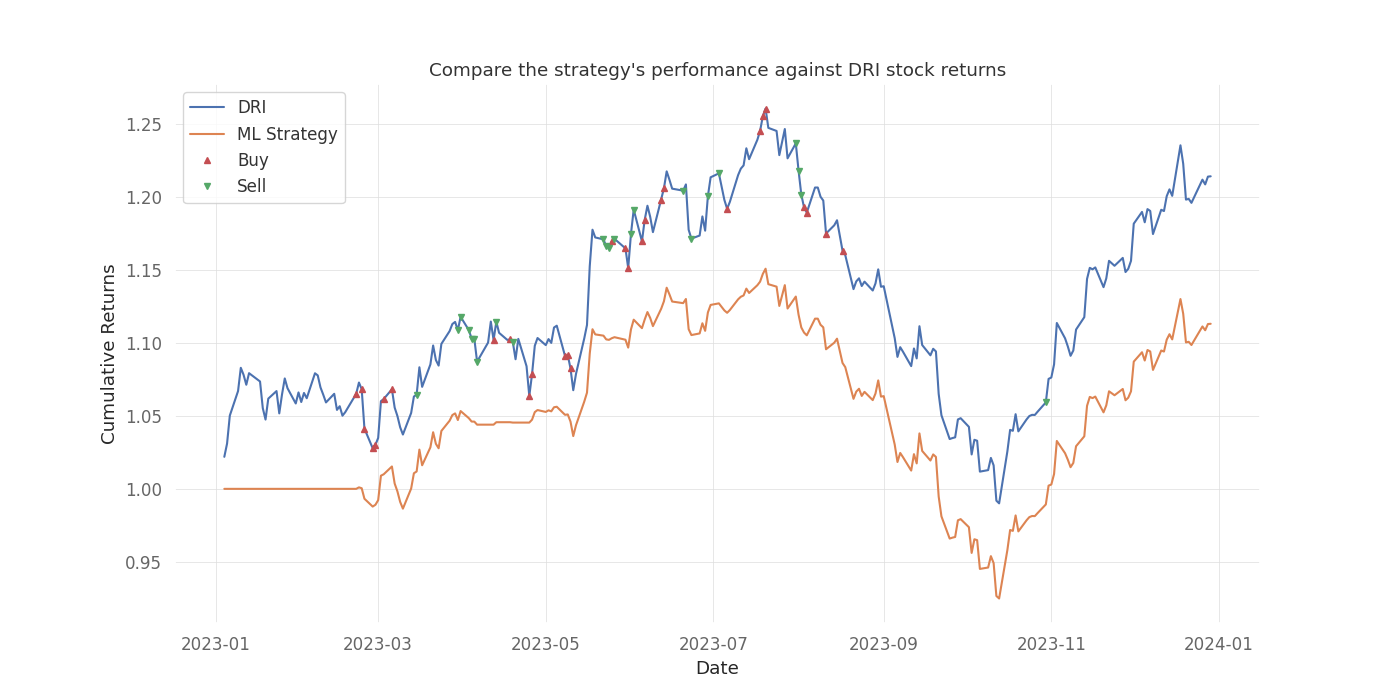 Compare the strategy's performance against DRI stock returns
DRI
ML Strategy
Buy
Sell
1.25
1.20
1.15
1.10
1.05
1.00
0.95
Cumulative Returns
2023-01
2023-03
2023-05
2023-07
2023-09
2023-11
2024-01
Date